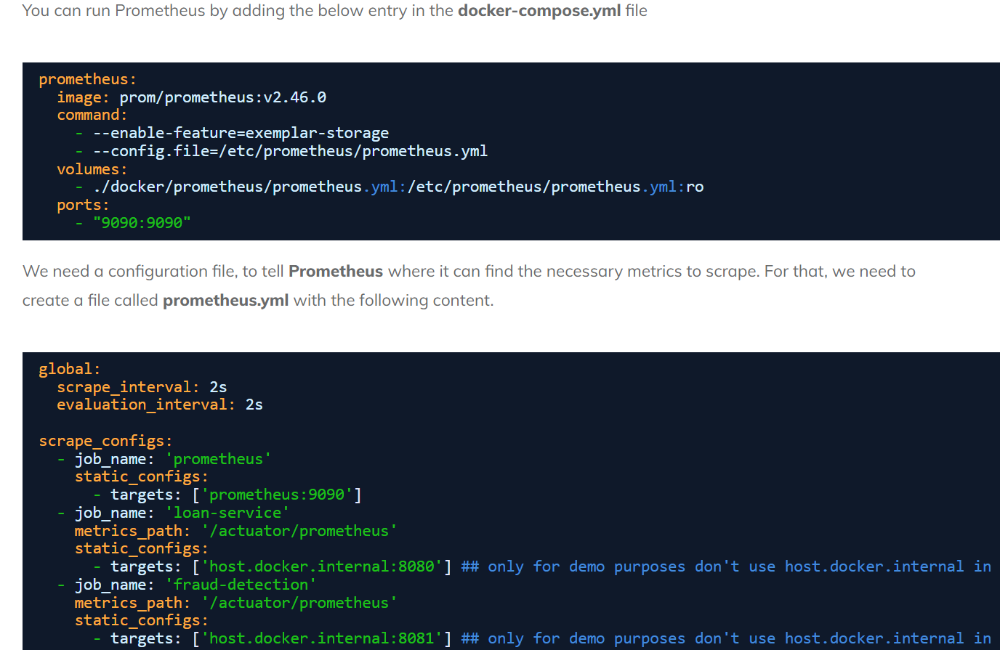 You can run Prometheus by adding the below entry in the docker-compose.yml file
prometheus:
  image: prom/prometheus:v2.46.0
  command:
    - --enable-feature=exemplar-storage
    - --config.file=/etc/prometheus/prometheus.yml
  volumes:
    - ./docker/prometheus/prometheus.yml:/etc/prometheus/prometheus.yml:ro
  ports:
    - "9090:9090"
We need a configuration file, to tell Prometheus where it can find the necessary metrics to scrape. For that, we need to
create a file called prometheus.yml with the following content.
global:
  scrape_interval: 2s
  evaluation_interval: 2s
scrape_configs:
  - job_name: 'prometheus'
    static_configs:
      - targets: ['prometheus:9090']
  - job_name: 'loan-service'
    metrics_path: '/actuator/prometheus'
    static_configs:
      - targets: ['host.docker.internal:8080'] ## only for demo purposes don't use host.docker.internal in
  - job_name: 'fraud-detection'
    metrics_path: '/actuator/prometheus'
    static_configs:
      - targets: ['host.docker.internal:8081'] ## only for demo purposes don't use host.docker.internal in